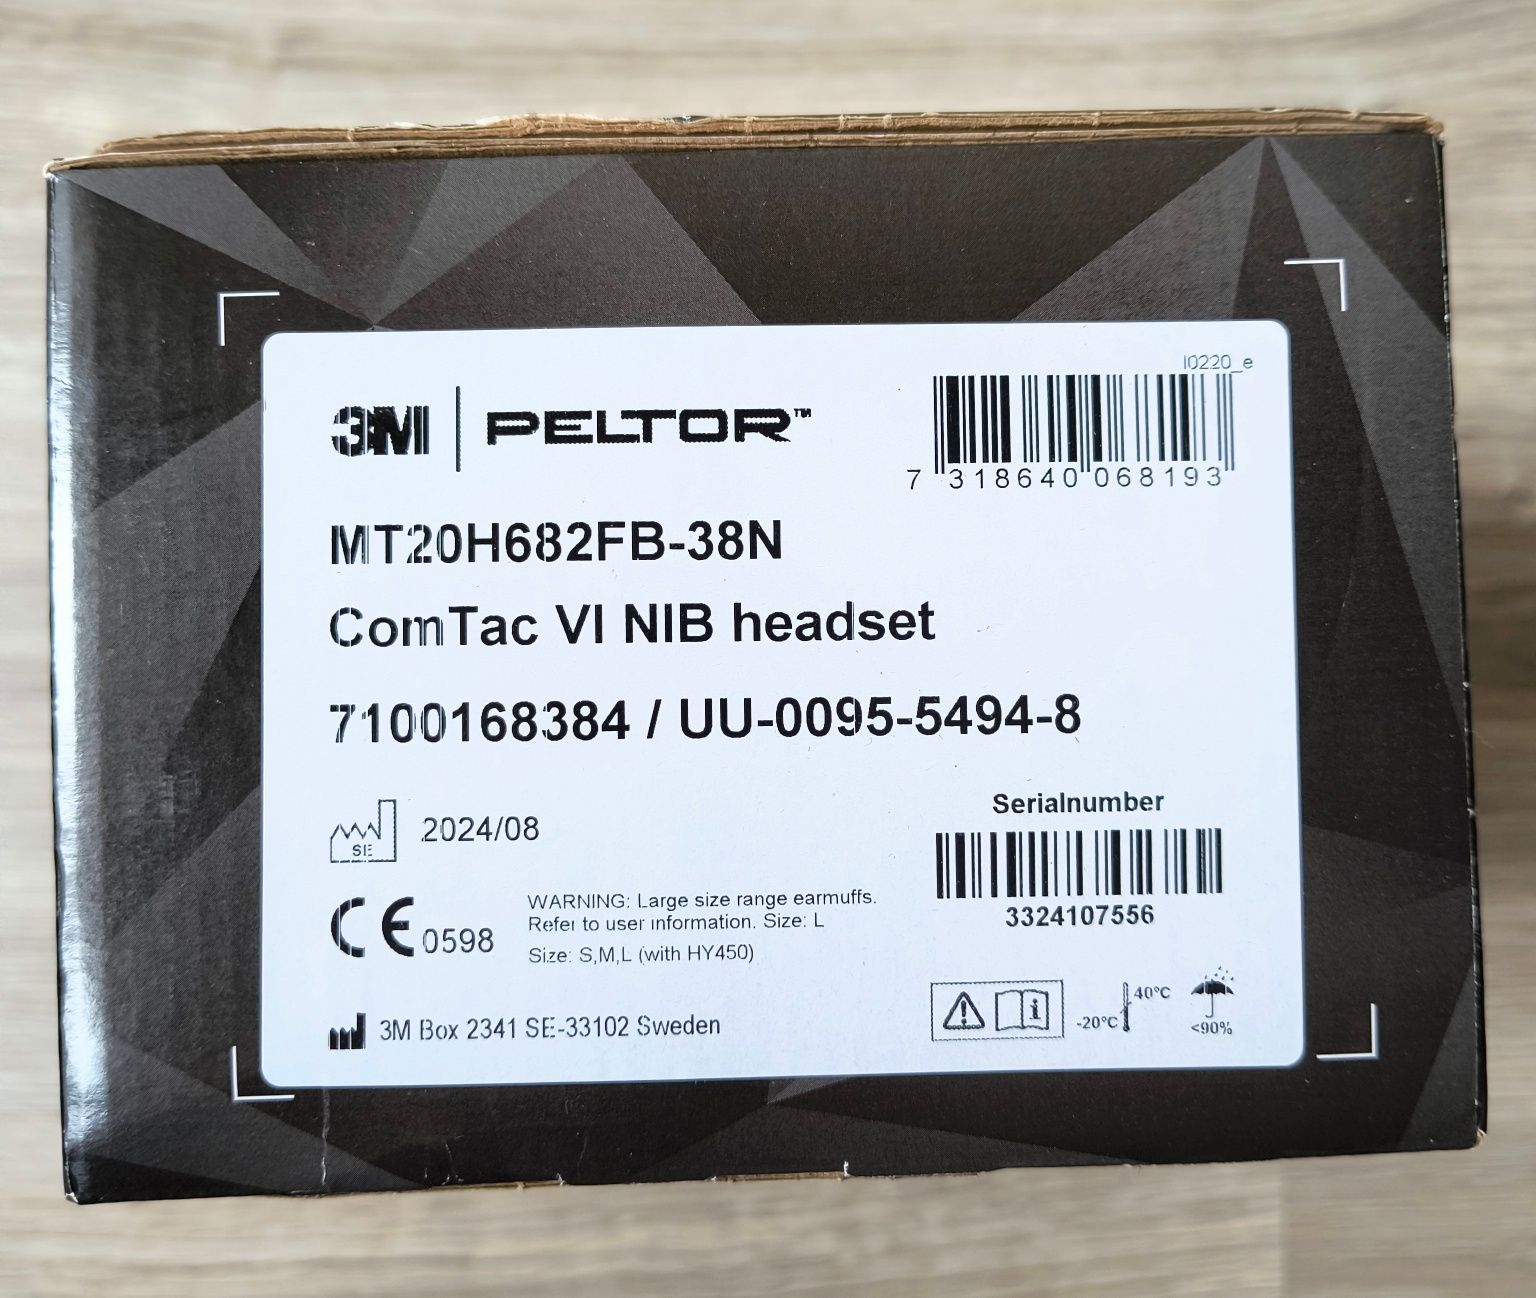 I0220_e
3M | PELTOR™
7 318640 068193
MT20H682FB-38N
ComTac VI NIB headset
7100168384 / UU-0095-5494-8
SE
2024/08
Serialnumber
3324107556
CE 0598
WARNING: Large size range earmuffs.
Refer to user information. Size: L
Size: S,M,L (with HY450)
3M Box 2341 SE-33102 Sweden
-20°C
40°C
<90%